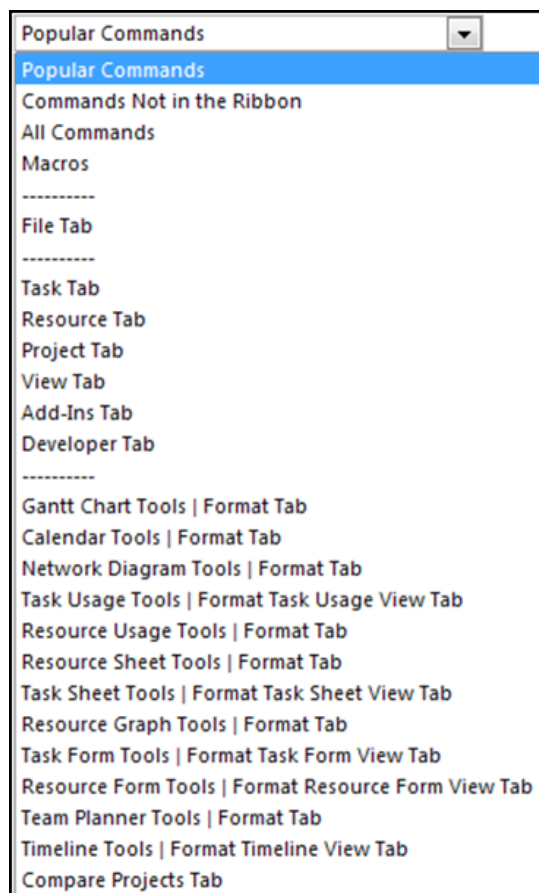 Popular Commands
Popular Commands
Commands Not in the Ribbon
All Commands
Macros
----------
File Tab
----------
Task Tab
Resource Tab
Project Tab
View Tab
Add-Ins Tab
Developer Tab
----------
Gantt Chart Tools | Format Tab
Calendar Tools | Format Tab
Network Diagram Tools | Format Tab
Task Usage Tools | Format Task Usage View Tab
Resource Usage Tools | Format Tab
Resource Sheet Tools | Format Tab
Task Sheet Tools | Format Task Sheet View Tab
Resource Graph Tools | Format Tab
Task Form Tools | Format Task Form View Tab
Resource Form Tools | Format Resource Form View Tab
Team Planner Tools | Format Tab
Timeline Tools | Format Timeline View Tab
Compare Projects Tab